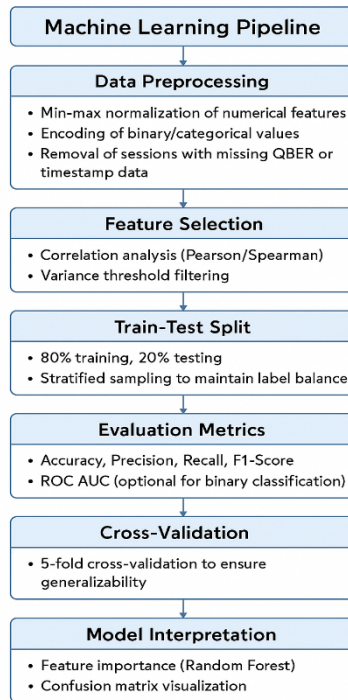 Machine Learning Pipeline
Data Preprocessing
• Min-max normalization of numerical features
• Encoding of binary/categorical values
• Removal of sessions with missing QBER or
timestamp data
Feature Selection
• Correlation analysis (Pearson/Spearman)
• Variance threshold filtering
Train-Test Split
• 80% training, 20% testing
• Stratified sampling to maintain label balance
Evaluation Metrics
• Accuracy, Precision, Recall, F1-Score
• ROC AUC (optional for binary classification)
Cross-Validation
• 5-fold cross-validation to ensure
generalizability
Model Interpretation
• Feature importance (Random Forest)
• Confusion matrix visualization